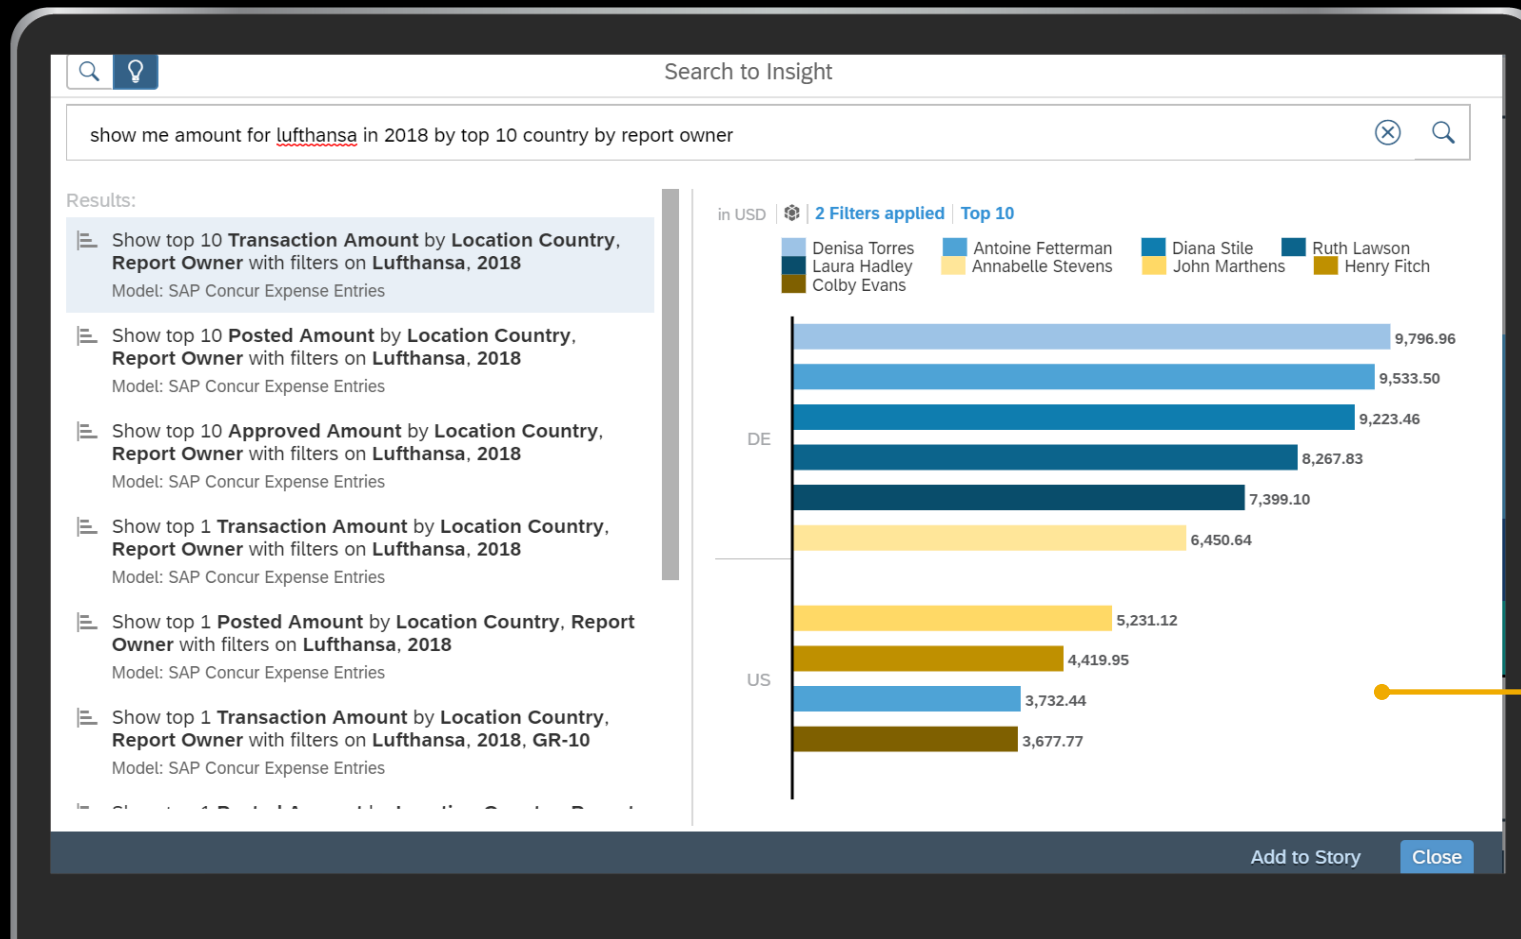 Search to Insight
show me amount for lufthansa in 2018 by top 10 country by report owner
Results:
Show top 10 Transaction Amount by Location Country,
Report Owner with filters on Lufthansa, 2018
Model: SAP Concur Expense Entries
Show top 10 Posted Amount by Location Country,
Report Owner with filters on Lufthansa, 2018
Model: SAP Concur Expense Entries
Show top 10 Approved Amount by Location Country,
Report Owner with filters on Lufthansa, 2018
Model: SAP Concur Expense Entries
Show top 1 Transaction Amount by Location Country,
Report Owner with filters on Lufthansa, 2018
Model: SAP Concur Expense Entries
Show top 1 Posted Amount by Location Country, Report
Owner with filters on Lufthansa, 2018
Model: SAP Concur Expense Entries
Show top 1 Transaction Amount by Location Country,
Report Owner with filters on Lufthansa, 2018, GR-10
Model: SAP Concur Expense Entries
in USD 2 Filters applied Top 10
Denisa Torres Antoine Fetterman Diana Stile Ruth Lawson
Laura Hadley Annabelle Stevens John Marthens Henry Fitch
Colby Evans
9,796.96
9,533.50
9,223.46
DE
8,267.83
7,399.10
6,450.64
5,231.12
4,419.95
US
3,732.44
3,677.77
Add to Story Close